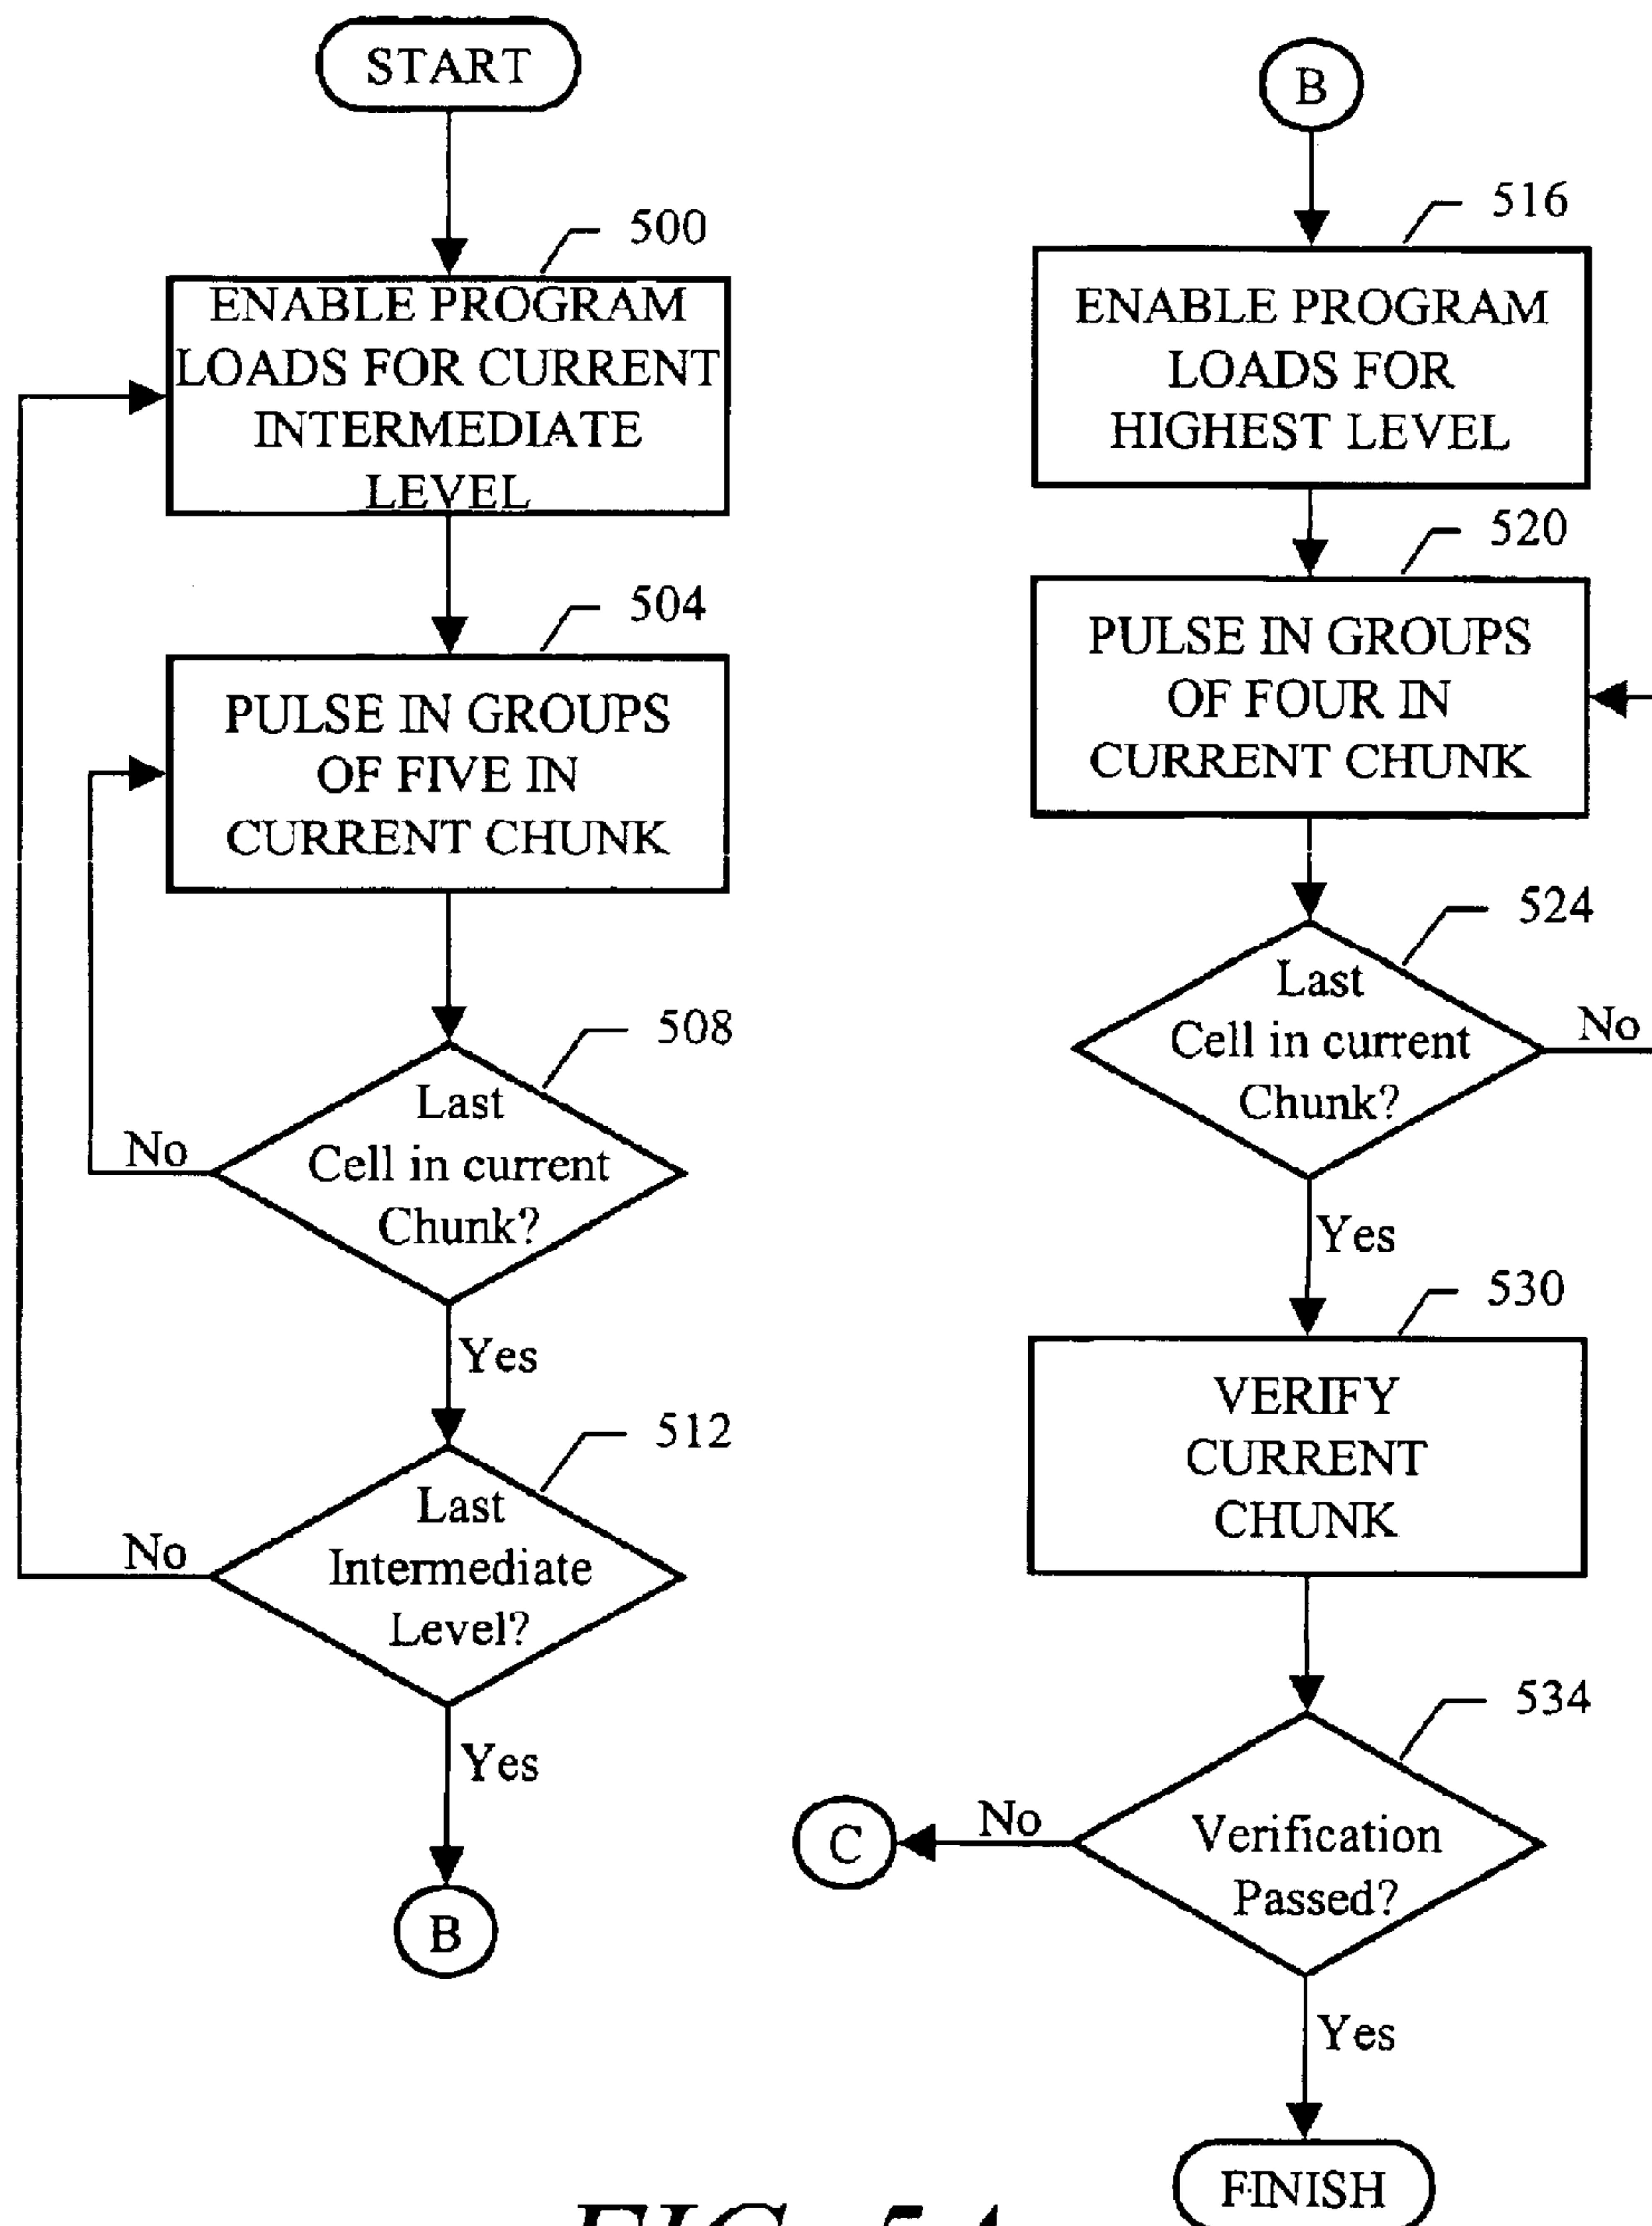 START
500
ENABLE PROGRAM
LOADS FOR CURRENT
INTERMEDIATE
LEVEL
504
PULSE IN GROUPS
OF FIVE IN
CURRENT CHUNK
508
Last
Cell in current
Chunk?
No
Yes
512
Last
Intermediate
Level?
No
Yes
B
B
516
ENABLE PROGRAM
LOADS FOR
HIGHEST LEVEL
520
PULSE IN GROUPS
OF FOUR IN
CURRENT CHUNK
524
Last
Cell in current
Chunk?
No
Yes
530
VERIFY
CURRENT
CHUNK
534
Verification
Passed?
No
C
Yes
FINISH
FIG. 5A